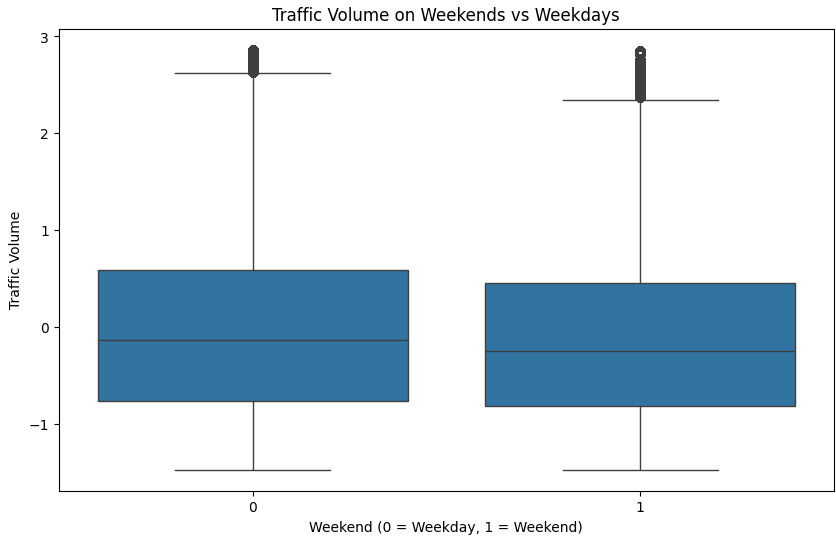 Traffic Volume on Weekends vs Weekdays
3
2
1
0
−1
Traffic Volume
0
1
Weekend (0 = Weekday, 1 = Weekend)